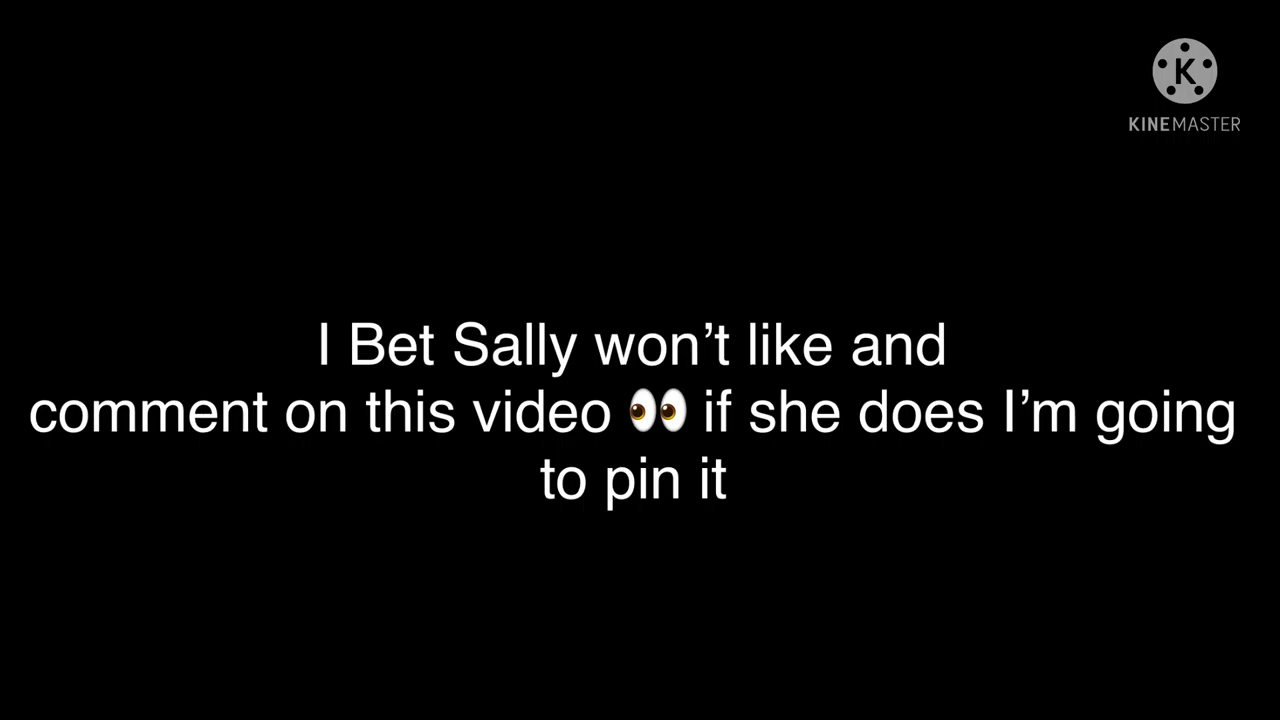 K
KINEMASTER
I Bet Sally won’t like and
comment on this video 👀 if she does I’m going
to pin it